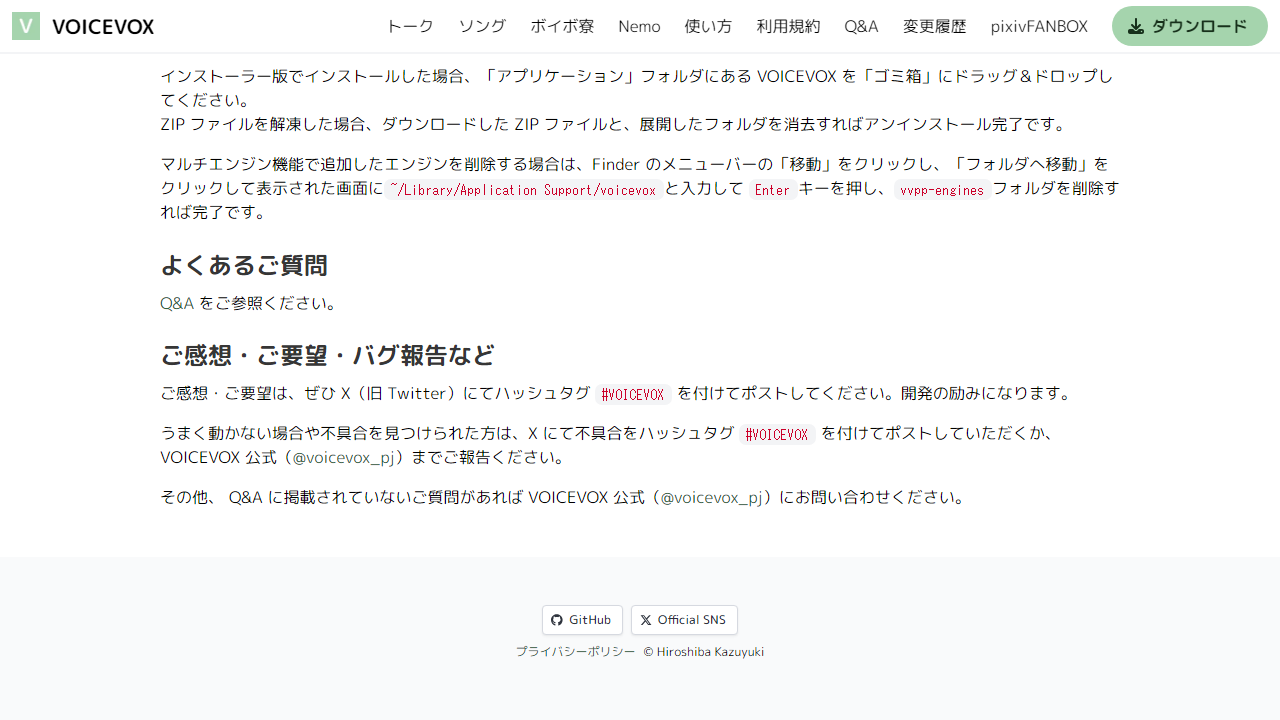 VOICEVOX
トーク ソング ボイボ寮 Nemo 使い方 利用規約 Q&A 変更履歴 pixivFANBOX ダウンロード
インストーラー版でインストールした場合、「アプリケーション」フォルダにある VOICEVOX を「ゴミ箱」にドラッグ＆ドロップし
てください。
ZIP ファイルを解凍した場合、ダウンロードした ZIP ファイルと、展開したフォルダを消去すればアンインストール完了です。
マルチエンジン機能で追加したエンジンを削除する場合は、Finder のメニューバーの「移動」をクリックし、「フォルダへ移動」を
クリックして表示された画面に ~/Library/Application Support/voicevox と入力して Enter キーを押し、 vvpp-engines フォルダを削除す
れば完了です。
よくあるご質問
Q&A をご参照ください。
ご感想・ご要望・バグ報告など
ご感想・ご要望は、ぜひ X（旧 Twitter）にてハッシュタグ #VOICEVOX を付けてポストしてください。開発の励みになります。
うまく動かない場合や不具合を見つけられた方は、X にて不具合をハッシュタグ #VOICEVOX を付けてポストしていただくか、
VOICEVOX 公式（@voicevox_pj）までご報告ください。
その他、 Q&A に掲載されていないご質問があれば VOICEVOX 公式（@voicevox_pj）にお問い合わせください。
GitHub Official SNS
プライバシーポリシー © Hiroshiba Kazuyuki